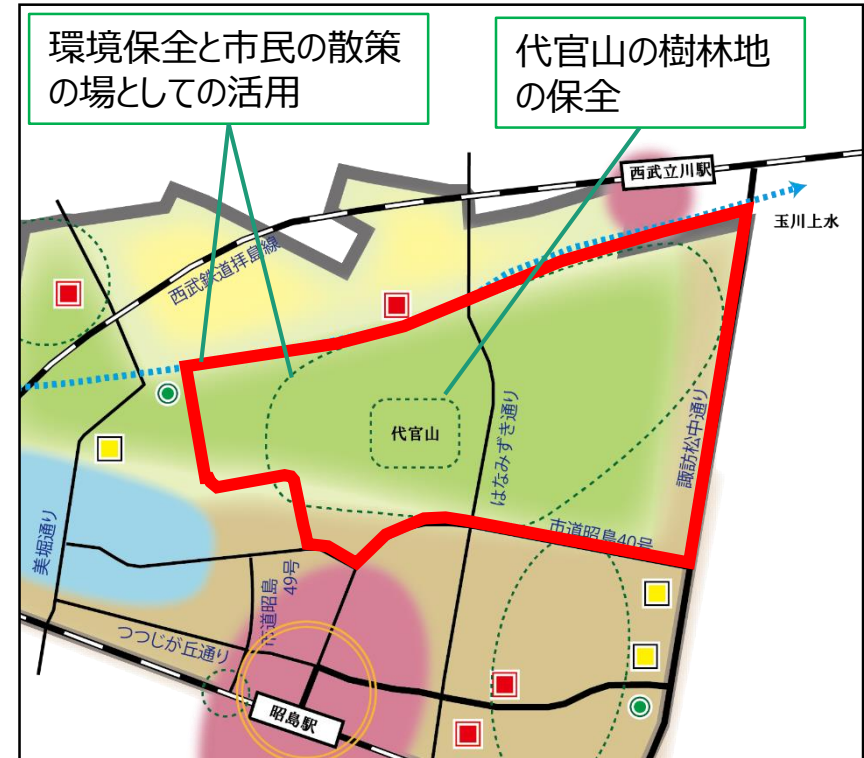 環境保全と市民の散策
の場としての活用
代官山の樹林地
の保全
西武立川駅
玉川上水
西武鉄道拝島線
代官山
はなみずき通り
諏訪松中通り
市道昭島40号
美堀通り
市道昭島
49号
つつじが丘通り
昭島駅